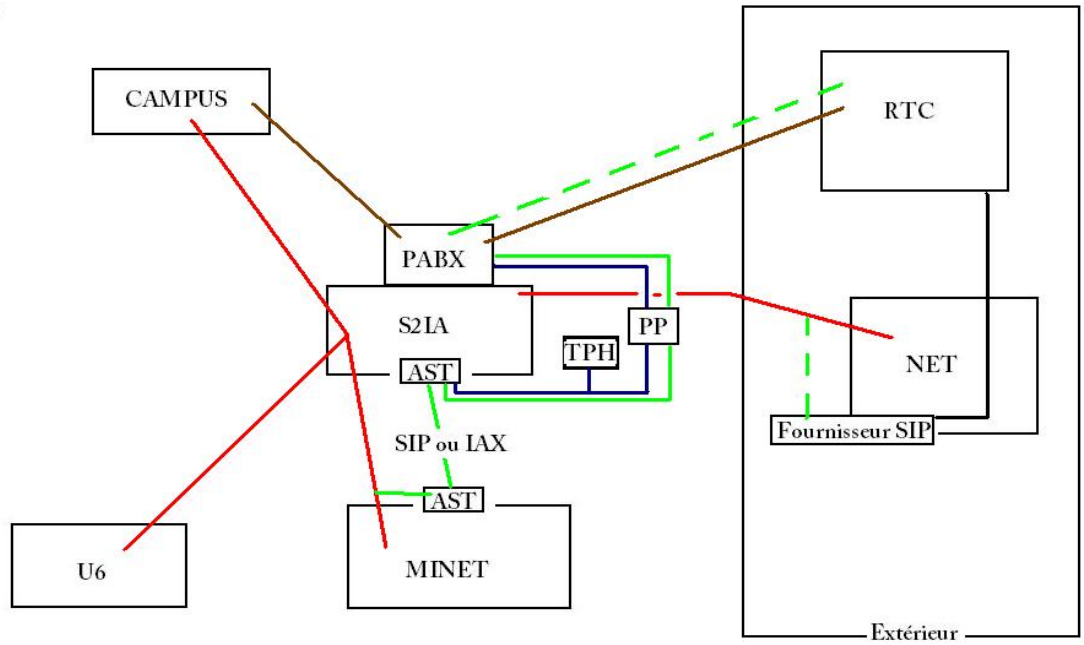 CAMPUS
RTC
PABX
S2IA
PP
TPH
NET
AST
Fournisseur SIP
SIP ou IAX
AST
U6
MINET
Extérieur